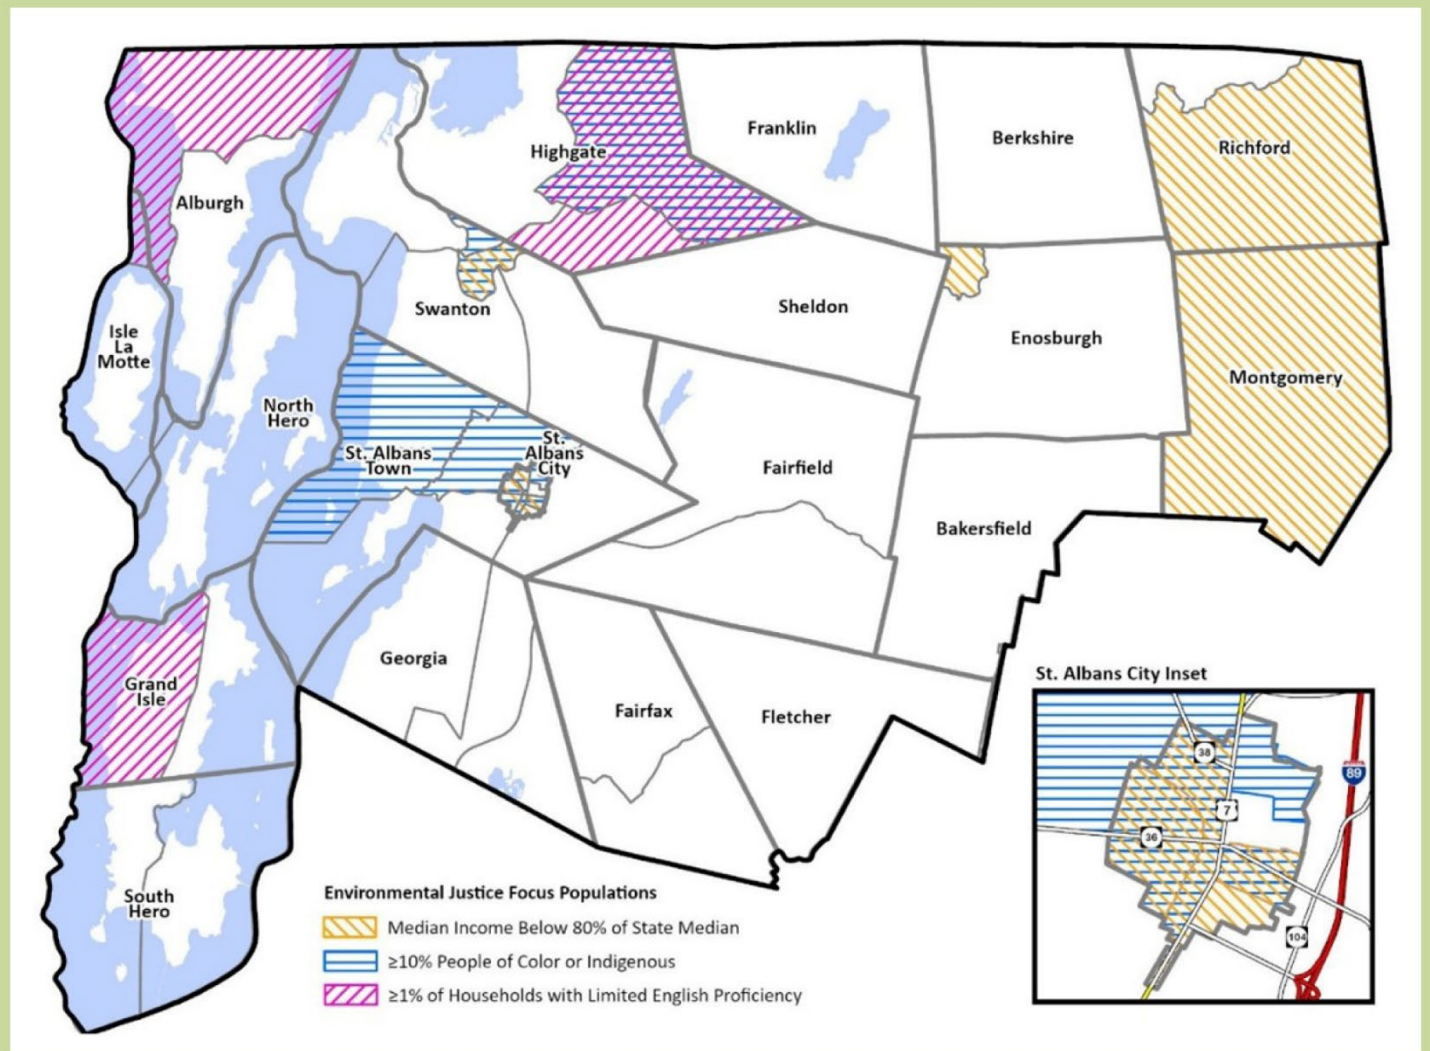 Franklin
Berkshire
Richford
Highgate
Alburgh
Swanton
Sheldon
Enosburgh
Isle
La
Motte
Montgomery
North
Hero
St. Albans
Town
St.
Albans
City
Fairfield
Bakersfield
Georgia
Grand
Isle
Fairfax
Fletcher
South
Hero
St. Albans City Inset
38
89
7
36
104
Environmental Justice Focus Populations
Median Income Below 80% of State Median
≥10% People of Color or Indigenous
≥1% of Households with Limited English Proficiency